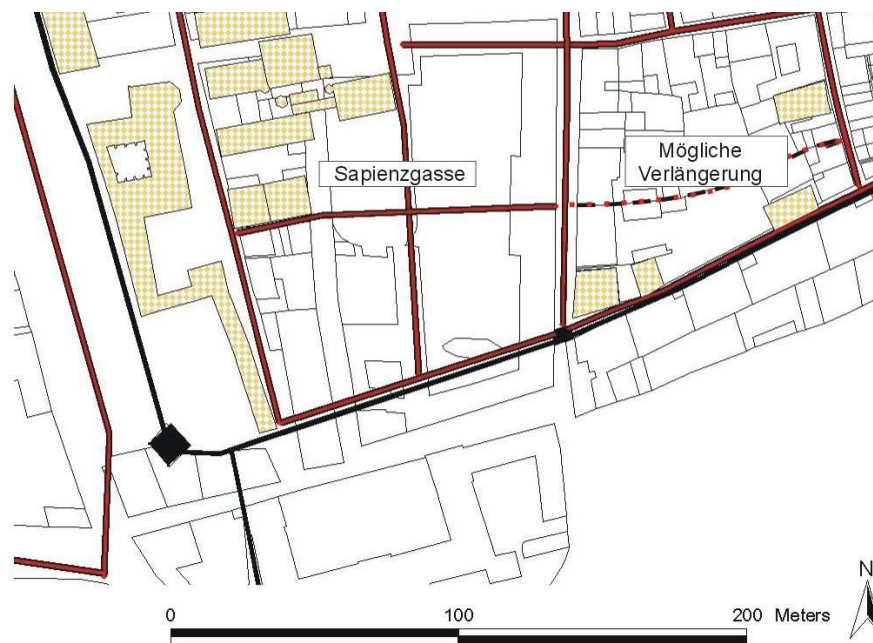 Sapienzgasse
Mögliche
Verlängerung
N
0 100 200 Meters